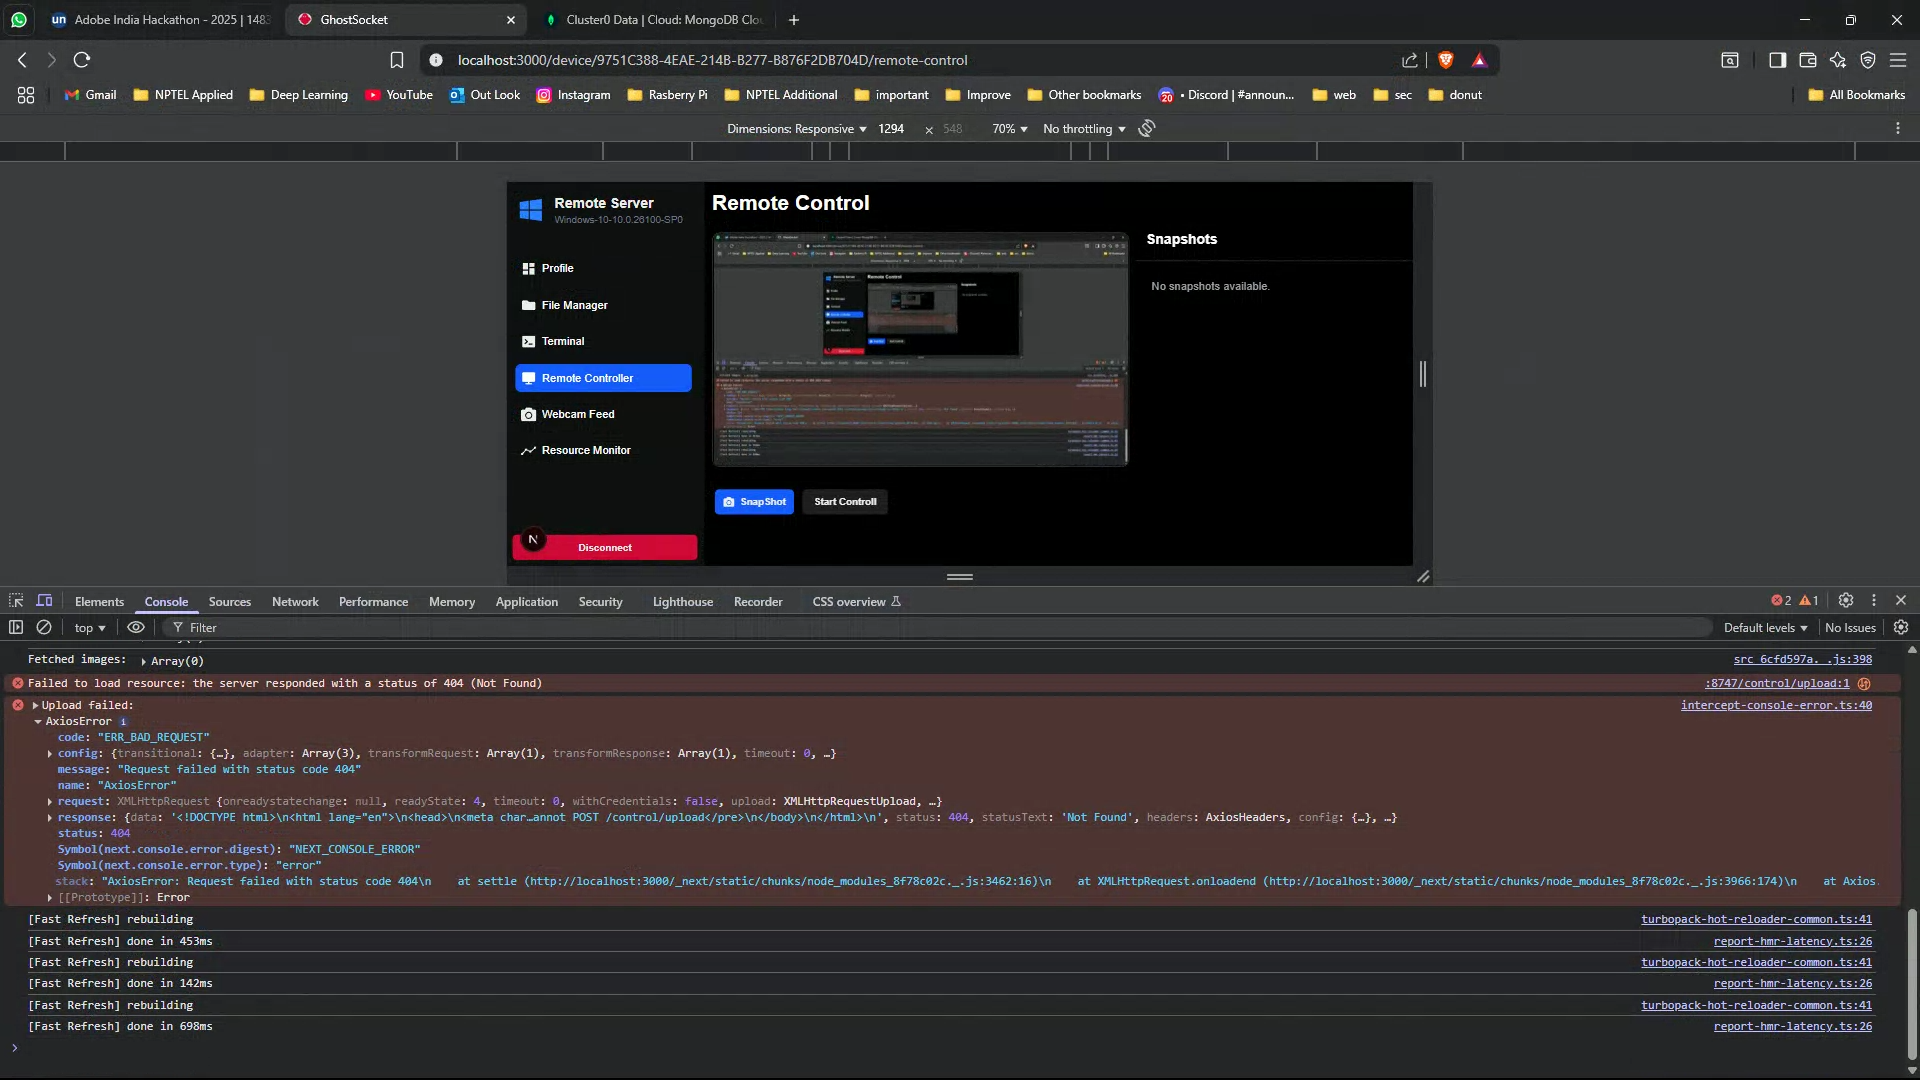 un Adobe India Hackathon - 2025 | 1483
GhostSocket
Cluster0 Data | Cloud: MongoDB Clou
localhost:3000/device/9751C388-4EAE-214B-B277-B876F2DB704D/remote-control
Gmail
NPTEL Applied
Deep Learning
YouTube
Out Look
Instagram
Rasberry Pi
NPTEL Additional
important
Improve
Other bookmarks
20
• Discord | #announ...
web
sec
donut
All Bookmarks
Dimensions: Responsive 1294 × 548 70% No throttling
Remote Server
Windows-10-10.0.26100-SP0
Profile
File Manager
Terminal
Remote Controller
Webcam Feed
Resource Monitor
N
Disconnect
Remote Control
SnapShot
Start Controll
Snapshots
No snapshots available.
Elements Console Sources Network Performance Memory Application Security Lighthouse Recorder CSS overview 2 1
top Filter Default levels No Issues
Fetched images: Array(0) src_6cfd597a._.js:398
Failed to load resource: the server responded with a status of 404 (Not Found) :8747/control/upload:1
Upload failed: intercept-console-error.ts:40
AxiosError i
code: "ERR_BAD_REQUEST"
config: {transitional: {…}, adapter: Array(3), transformRequest: Array(1), transformResponse: Array(1), timeout: 0, …}
message: "Request failed with status code 404"
name: "AxiosError"
request: XMLHttpRequest {onreadystatechange: null, readyState: 4, timeout: 0, withCredentials: false, upload: XMLHttpRequestUpload, …}
response: {data: '<!DOCTYPE html>\n<html lang="en">\n<head>\n<meta char…annot POST /control/upload</pre>\n</body>\n</html>\n', status: 404, statusText: 'Not Found', headers: AxiosHeaders, config: {…}, …}
status: 404
Symbol(next.console.error.digest): "NEXT_CONSOLE_ERROR"
Symbol(next.console.error.type): "error"
stack: "AxiosError: Request failed with status code 404\n    at settle (http://localhost:3000/_next/static/chunks/node_modules_8f78c02c._.js:3462:16)\n    at XMLHttpRequest.onloadend (http://localhost:3000/_next/static/chunks/node_modules_8f78c02c._.js:3966:174)\n    at Axios.
[[Prototype]]: Error
[Fast Refresh] rebuilding turbopack-hot-reloader-common.ts:41
[Fast Refresh] done in 453ms report-hmr-latency.ts:26
[Fast Refresh] rebuilding turbopack-hot-reloader-common.ts:41
[Fast Refresh] done in 142ms report-hmr-latency.ts:26
[Fast Refresh] rebuilding turbopack-hot-reloader-common.ts:41
[Fast Refresh] done in 698ms report-hmr-latency.ts:26